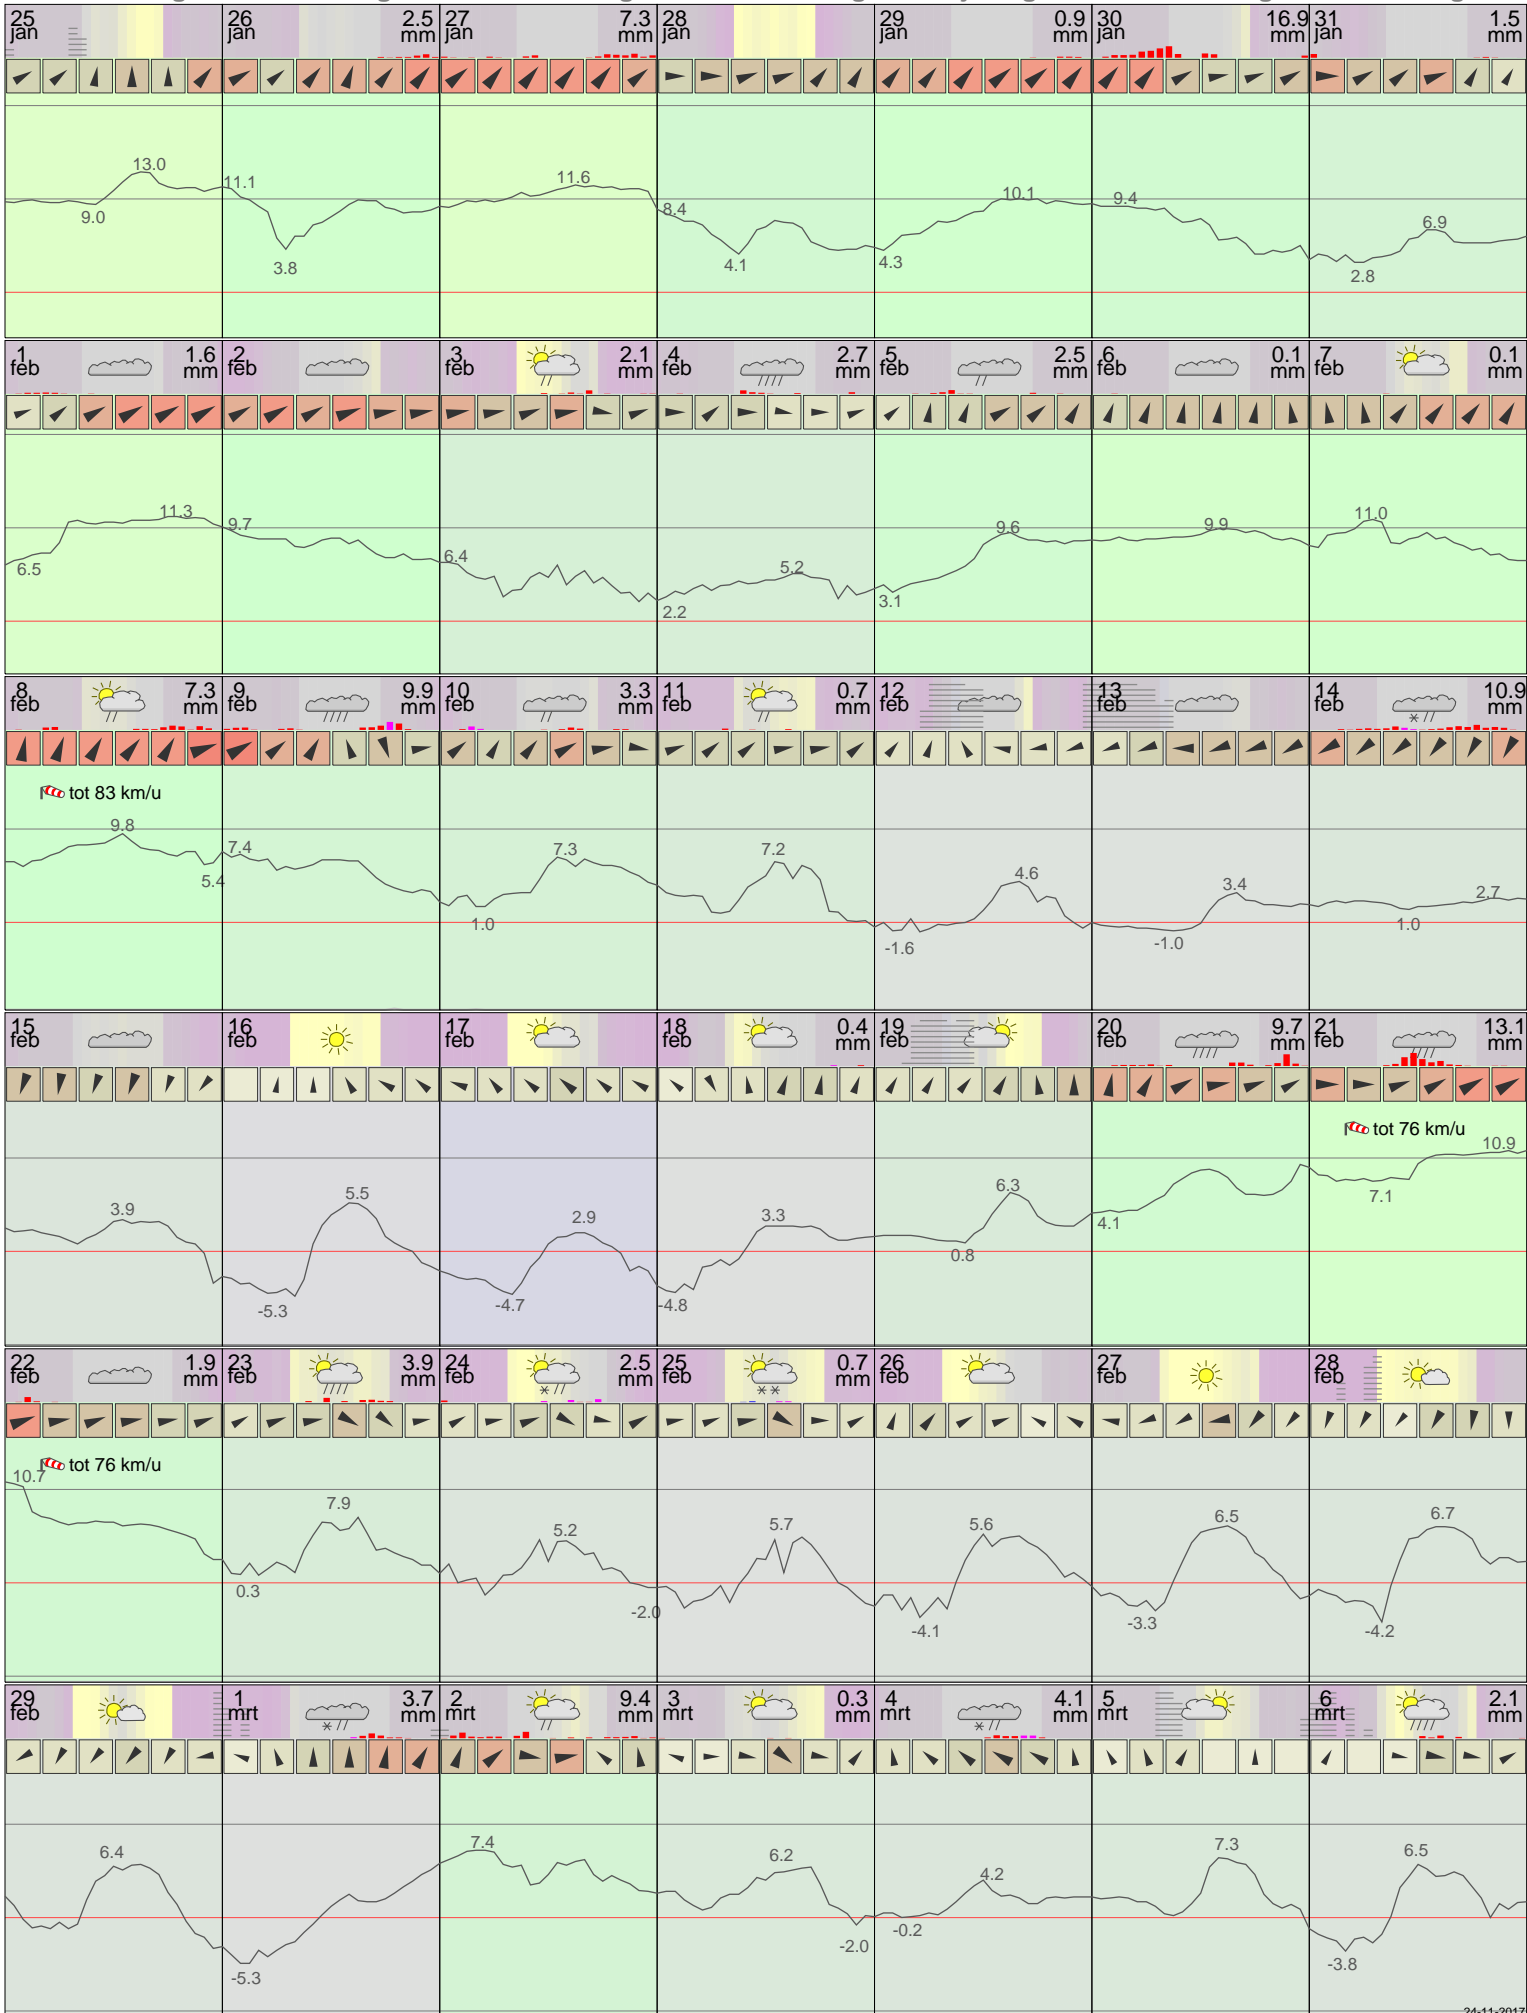 25 jan
26 jan 2.5 mm
27 jan 7.3 mm
28 jan
29 jan 0.9 mm
30 jan 16.9 mm
31 jan 1.5 mm
13.0 9.0 11.1 3.8 11.6 8.4 4.1 4.3 10.1 9.4 2.8 6.9
1 feb 1.6 mm
2 feb
3 feb 2.1 mm
4 feb 2.7 mm
5 feb 2.5 mm
6 feb 0.1 mm
7 feb 0.1 mm
6.5 11.3 9.7 6.4 2.2 5.2 3.1 9.6 9.9 11.0
8 feb 7.3 mm
9 feb 9.9 mm
10 feb 3.3 mm
11 feb 0.7 mm
12 feb
13 feb
14 feb 10.9 mm
tot 83 km/u
9.8 5.4 7.4 1.0 7.3 7.2 -1.6 4.6 -1.0 3.4 1.0 2.7
15 feb
16 feb
17 feb
18 feb 0.4 mm
19 feb
20 feb 9.7 mm
21 feb 13.1 mm
tot 76 km/u
3.9 -5.3 5.5 -4.7 2.9 -4.8 3.3 0.8 6.3 4.1 7.1 10.9
22 feb 1.9 mm
23 feb 3.9 mm
24 feb 2.5 mm
25 feb 0.7 mm
26 feb
27 feb
28 feb
tot 76 km/u
10.7 0.3 7.9 5.2 -2.0 5.7 -4.1 5.6 -3.3 6.5 -4.2 6.7
29 feb
1 mrt 3.7 mm
2 mrt 9.4 mm
3 mrt 0.3 mm
4 mrt 4.1 mm
5 mrt
6 mrt 2.1 mm
6.4 -5.3 7.4 6.2 -2.0 -0.2 4.2 7.3 -3.8 6.5
24-11-2017